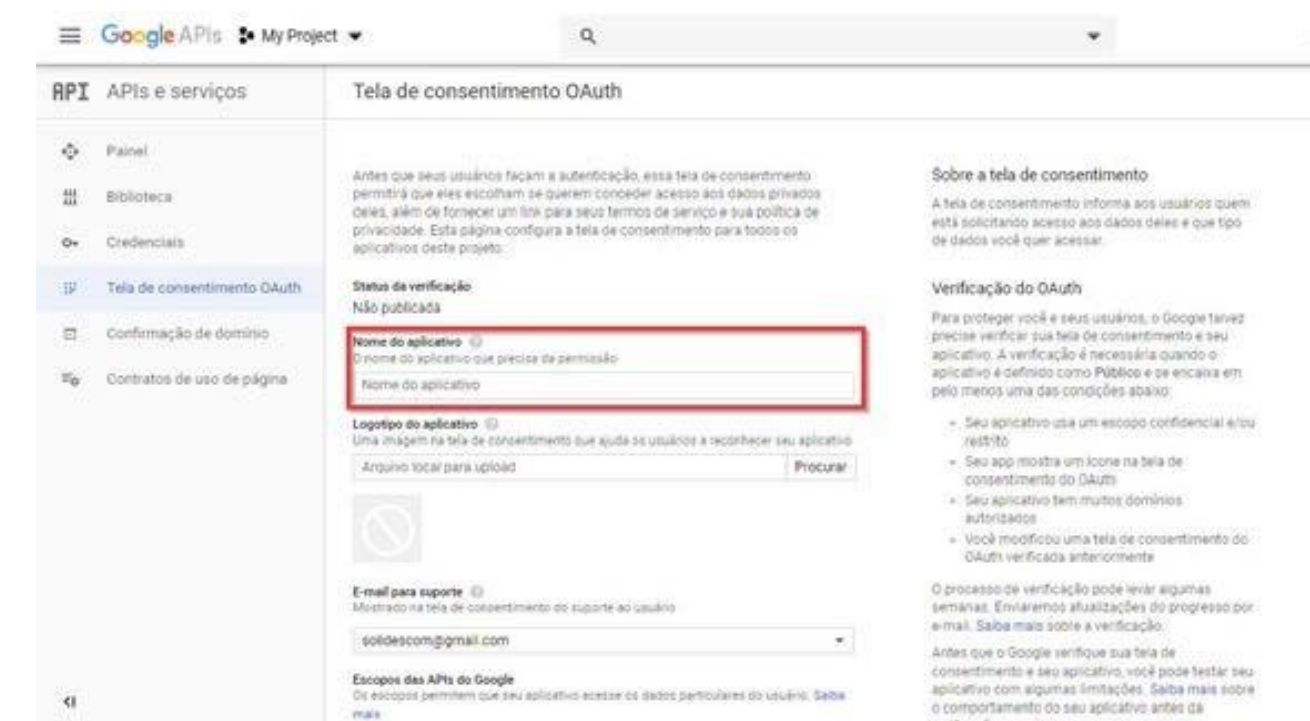 Google APIs My Project
API APIs e serviços
Tela de consentimento OAuth
Painel
Biblioteca
Credenciais
Tela de consentimento OAuth
Confirmação de domínio
Contratos de uso de página
Antes que seus usuários façam a autenticação, essa tela de consentimento
permitirá que eles escolham se querem conceder acesso aos dados privados
deles, além de fornecer um link para seus termos de serviço e sua política de
privacidade. Esta página configura a tela de consentimento para todos os
aplicativos deste projeto.
Status da verificação
Não publicada
Nome do aplicativo
O nome do aplicativo que precisa da permissão
Nome do aplicativo
Logotipo do aplicativo
Uma imagem na tela de consentimento que ajuda os usuários a reconhecer seu aplicativo
Arquivo local para upload Procurar
E-mail para suporte
Mostrado na tela de consentimento do suporte ao usuário
solidescom@gmail.com
Escopos das APIs do Google
Os escopos permitem que seu aplicativo acesse os dados particulares do usuário. Saiba
mais
Sobre a tela de consentimento
A tela de consentimento informa aos usuários quem
está solicitando acesso aos dados deles e que tipo
de dados você quer acessar.
Verificação do OAuth
Para proteger você e seus usuários, o Google talvez
precise verificar sua tela de consentimento e seu
aplicativo. A verificação é necessária quando o
aplicativo é definido como Público e se encaixa em
pelo menos uma das condições abaixo:
Seu aplicativo usa um escopo confidencial e/ou
restrito
Seu app mostra um ícone na tela de
consentimento do OAuth
Seu aplicativo tem muitos domínios
autorizados
Você modificou uma tela de consentimento do
OAuth verificada anteriormente
O processo de verificação pode levar algumas
semanas. Enviaremos atualizações do progresso por
e-mail. Saiba mais sobre a verificação.
Antes que o Google verifique sua tela de
consentimento e seu aplicativo, você pode testar seu
aplicativo com algumas limitações. Saiba mais sobre
o comportamento do seu aplicativo antes da